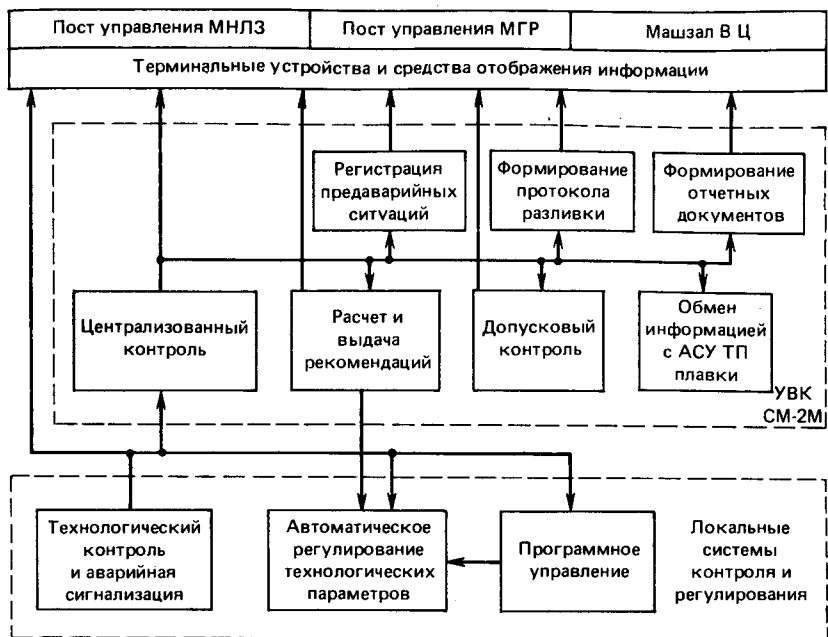 Пост управления МНЛЗ
Пост управления МГР
Машзал В Ц
Терминальные устройства и средства отображения информации
Регистрация
предаварийных
ситуаций
Формирование
протокола
разливки
Формирование
отчетных
документов
Централизованный
контроль
Расчет и
выдача
рекомендаций
Допусковый
контроль
Обмен
информацией
с АСУ ТП
плавки
УВК
СМ-2М
Технологический
контроль
и аварийная
сигнализация
Автоматическое
регулирование
технологических
параметров
Программное
управление
Локальные
системы
контроля и
регулирования